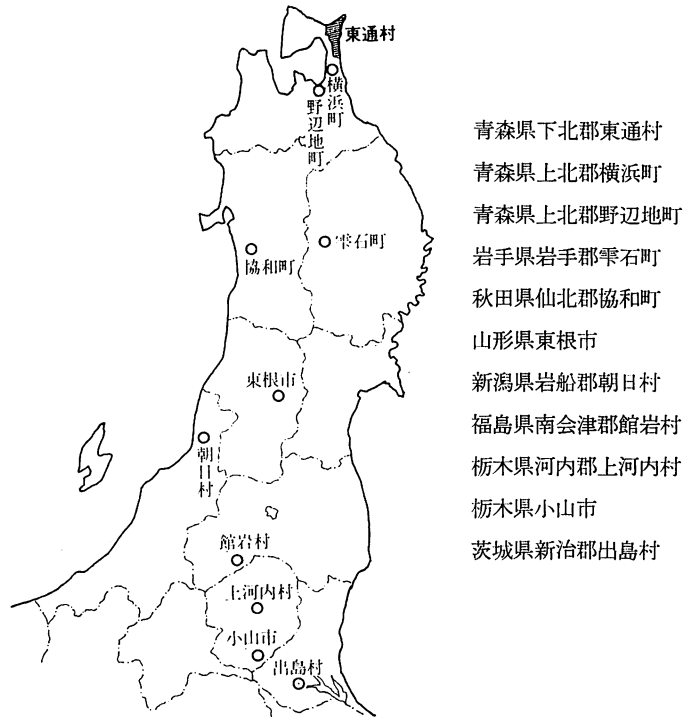 東通村
横浜町
野辺地町
雫石町
協和町
東根市
朝日村
館岩村
上河内村
小山市
出島村
青森県下北郡東通村
青森県上北郡横浜町
青森県上北郡野辺地町
岩手県岩手郡雫石町
秋田県仙北郡協和町
山形県東根市
新潟県岩船郡朝日村
福島県南会津郡館岩村
栃木県河内郡上河内村
栃木県小山市
茨城県新治郡出島村